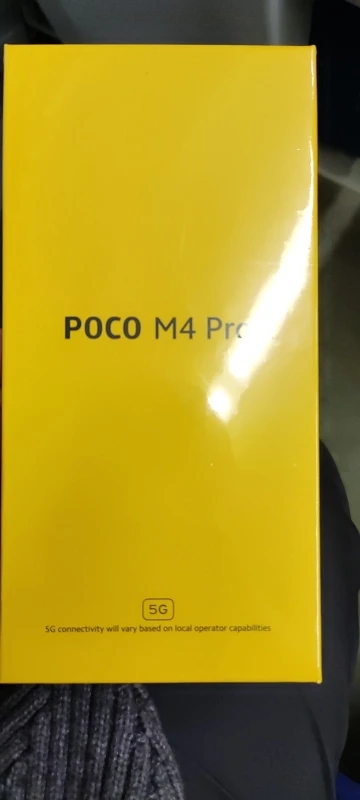 POCO M4 Pro
5G
5G connectivity will vary based on local operator capabilities